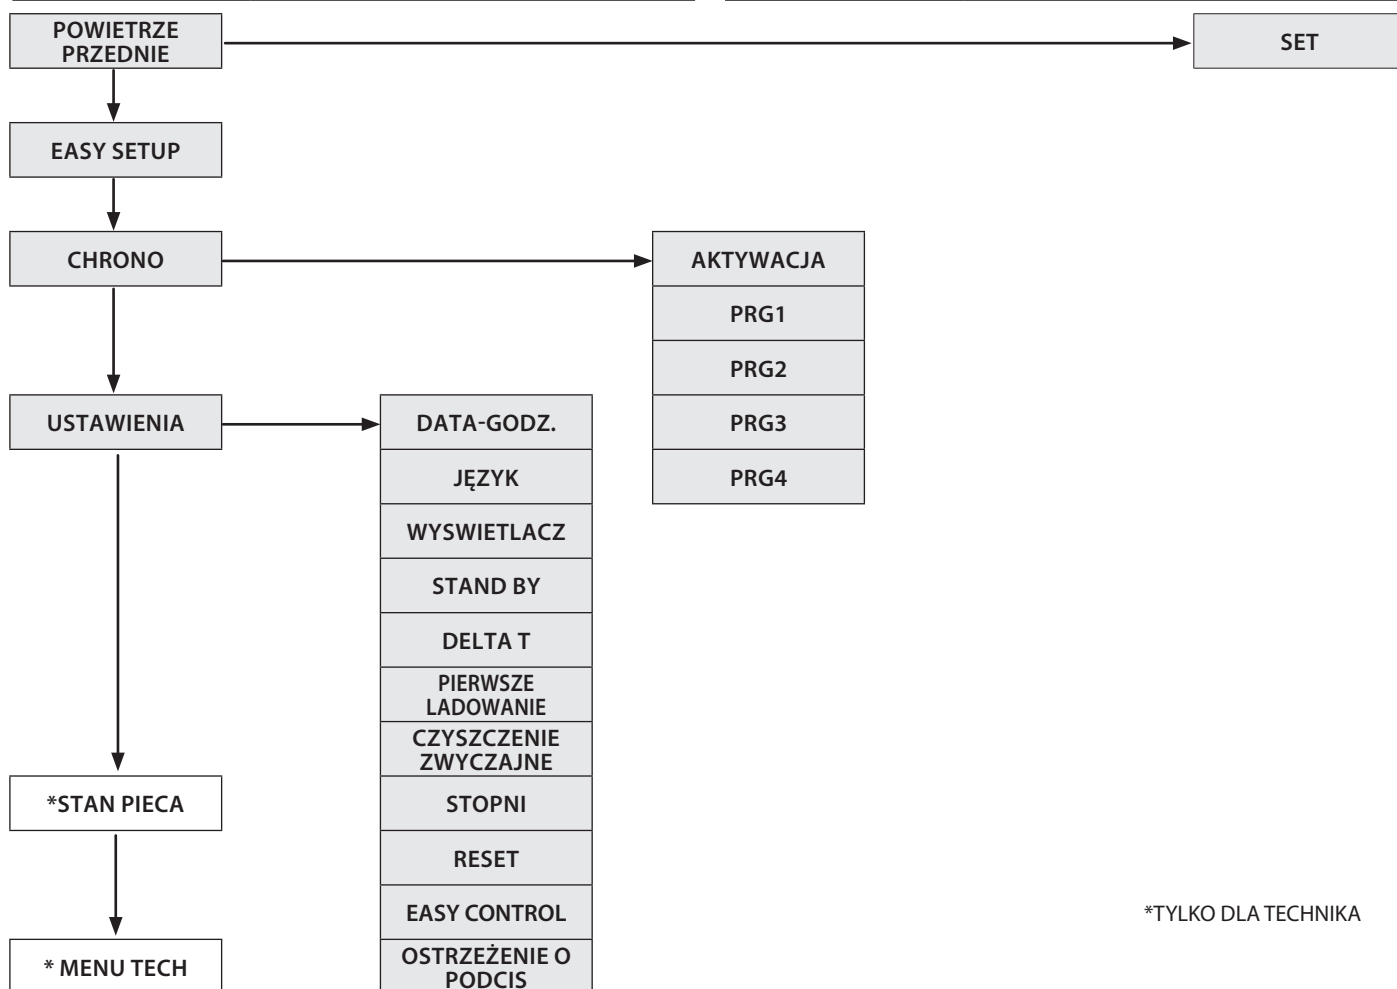 POWIETRZE
PRZEDNIE
SET
EASY SETUP
CHRONO
AKTYWACJA
PRG1
PRG2
PRG3
PRG4
USTAWIENIA
DATA-GODZ.
JĘZYK
WYSWIETLACZ
STAND BY
DELTA T
PIERWSZE
LADOWANIE
CZYSZCZENIE
ZWYCZAJNE
STOPNI
RESET
EASY CONTROL
OSTRZEŻENIE O
PODCIS
*STAN PIECA
* MENU TECH
*TYLKO DLA TECHNIKA